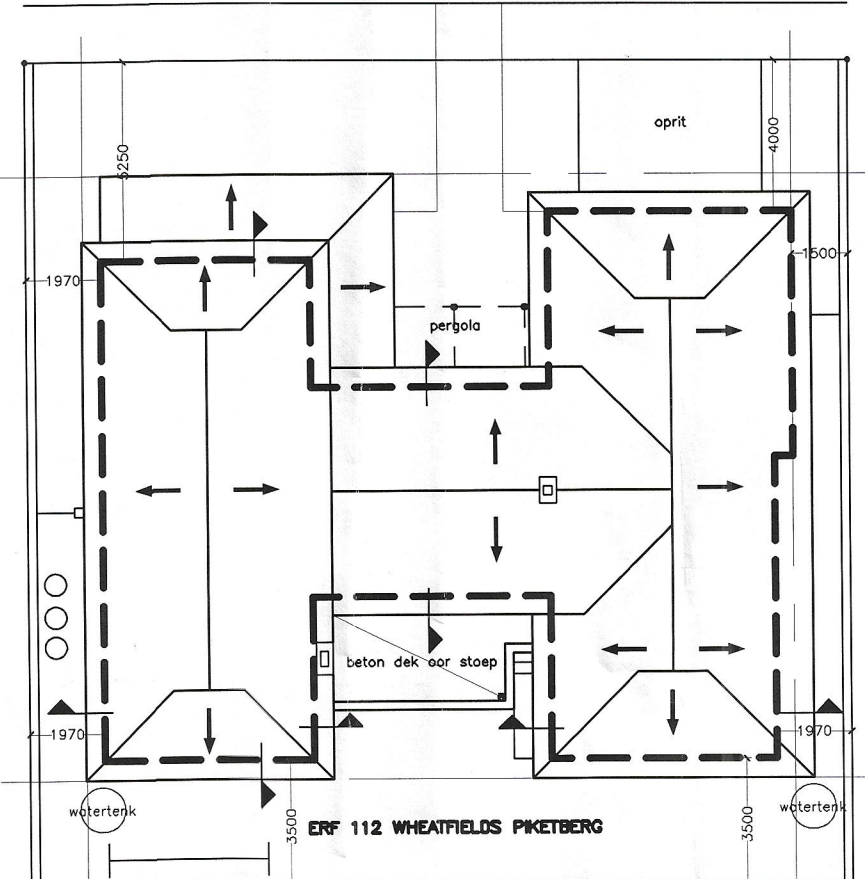 oprit
4000
5250
1970
1500
pergola
beton dek oor stoep
1970
1970
watertenk
watertenk
3500
ERF 112 WHEATFIELDS PIKETBERG
3500